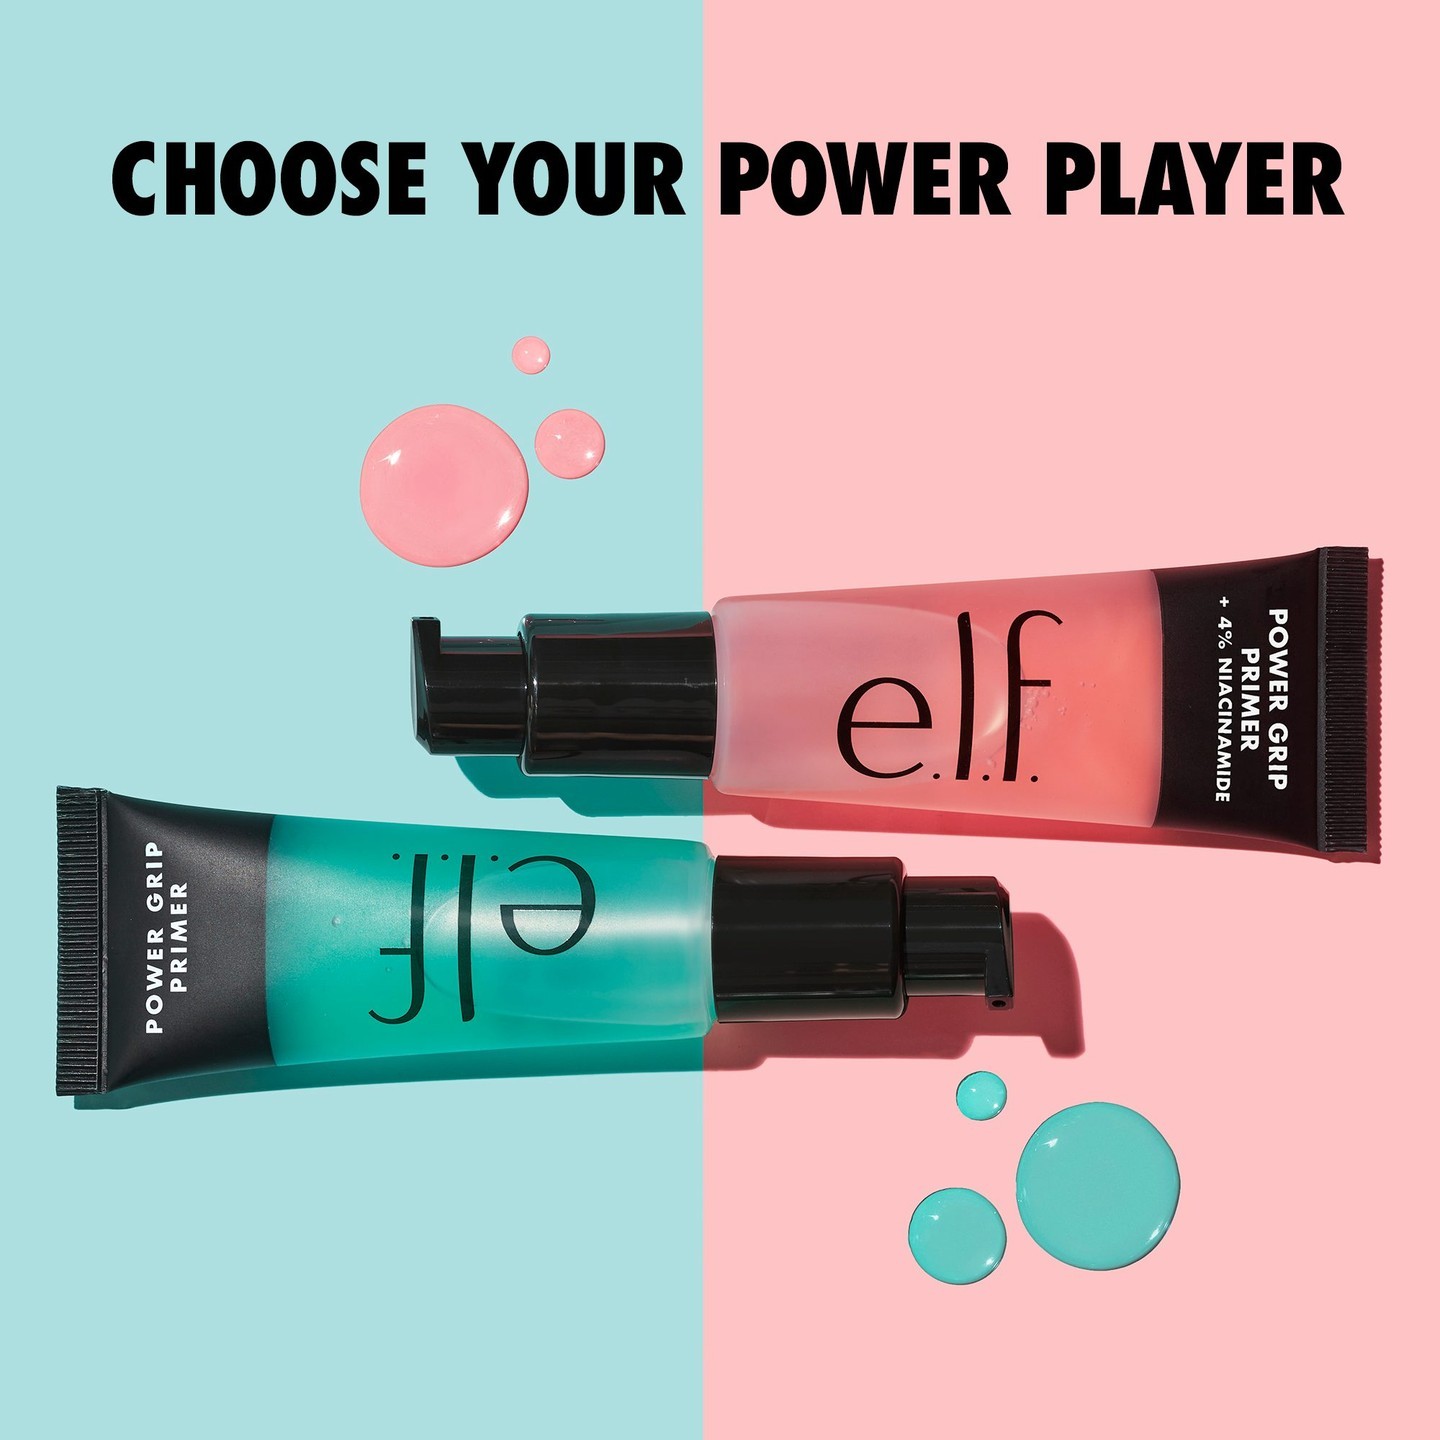 CHOOSE YOUR POWER PLAYER
e.l.f.
POWER GRIP
PRIMER
+ 4% NIACINAMIDE
POWER GRIP
PRIMER
e.l.f.